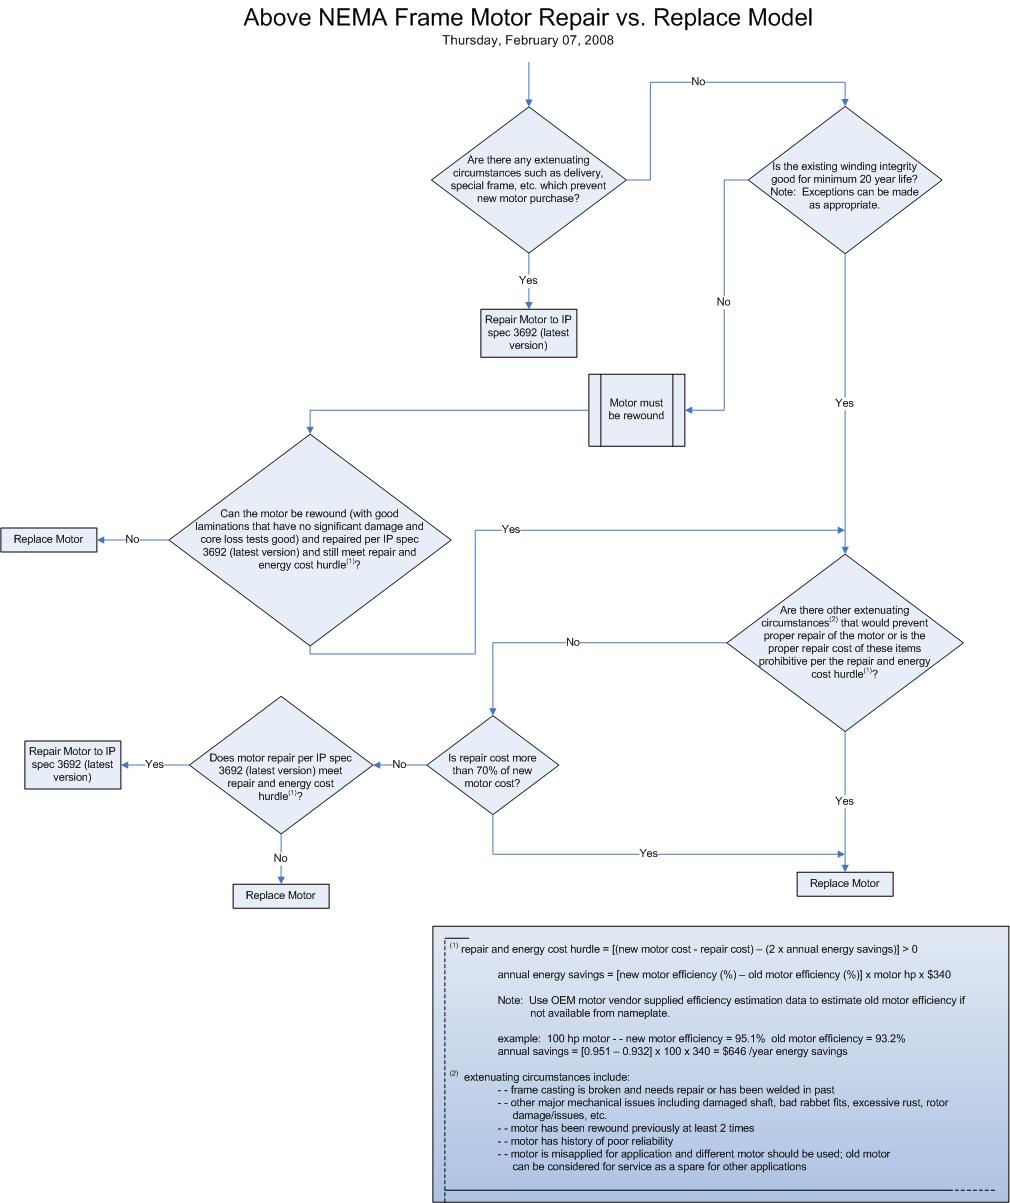 Above NEMA Frame Motor Repair vs. Replace Model
Thursday, February 07, 2008
No
Are there any extenuating
circumstances such as delivery,
special frame, etc. which prevent
new motor purchase?
Is the existing winding integrity
good for minimum 20 year life?
Note: Exceptions can be made
as appropriate.
Yes
No
Repair Motor to IP
spec 3692 (latest
version)
Motor must
be rewound
Yes
Can the motor be rewound (with good
laminations that have no significant damage and
core loss tests good) and repaired per IP spec
3692 (latest version) and still meet repair and
energy cost hurdle(1)?
No
Replace Motor
Yes
Are there other extenuating
circumstances(2) that would prevent
proper repair of the motor or is the
proper repair cost of these items
prohibitive per the repair and energy
cost hurdle(1)?
No
Is repair cost more
than 70% of new
motor cost?
No
Does motor repair per IP spec
3692 (latest version) meet
repair and energy cost
hurdle(1)?
Yes
Repair Motor to IP
spec 3692 (latest
version)
Yes
No
Yes
Replace Motor
Replace Motor
(1) repair and energy cost hurdle = [(new motor cost - repair cost) – (2 x annual energy savings)] > 0
annual energy savings = [new motor efficiency (%) – old motor efficiency (%)] x motor hp x $340
Note: Use OEM motor vendor supplied efficiency estimation data to estimate old motor efficiency if
not available from nameplate.
example: 100 hp motor - - new motor efficiency = 95.1% old motor efficiency = 93.2%
annual savings = [0.951 – 0.932] x 100 x 340 = $646 /year energy savings
(2) extenuating circumstances include:
- - frame casting is broken and needs repair or has been welded in past
- - other major mechanical issues including damaged shaft, bad rabbet fits, excessive rust, rotor
damage/issues, etc.
- - motor has been rewound previously at least 2 times
- - motor has history of poor reliability
- - motor is misapplied for application and different motor should be used; old motor
can be considered for service as a spare for other applications